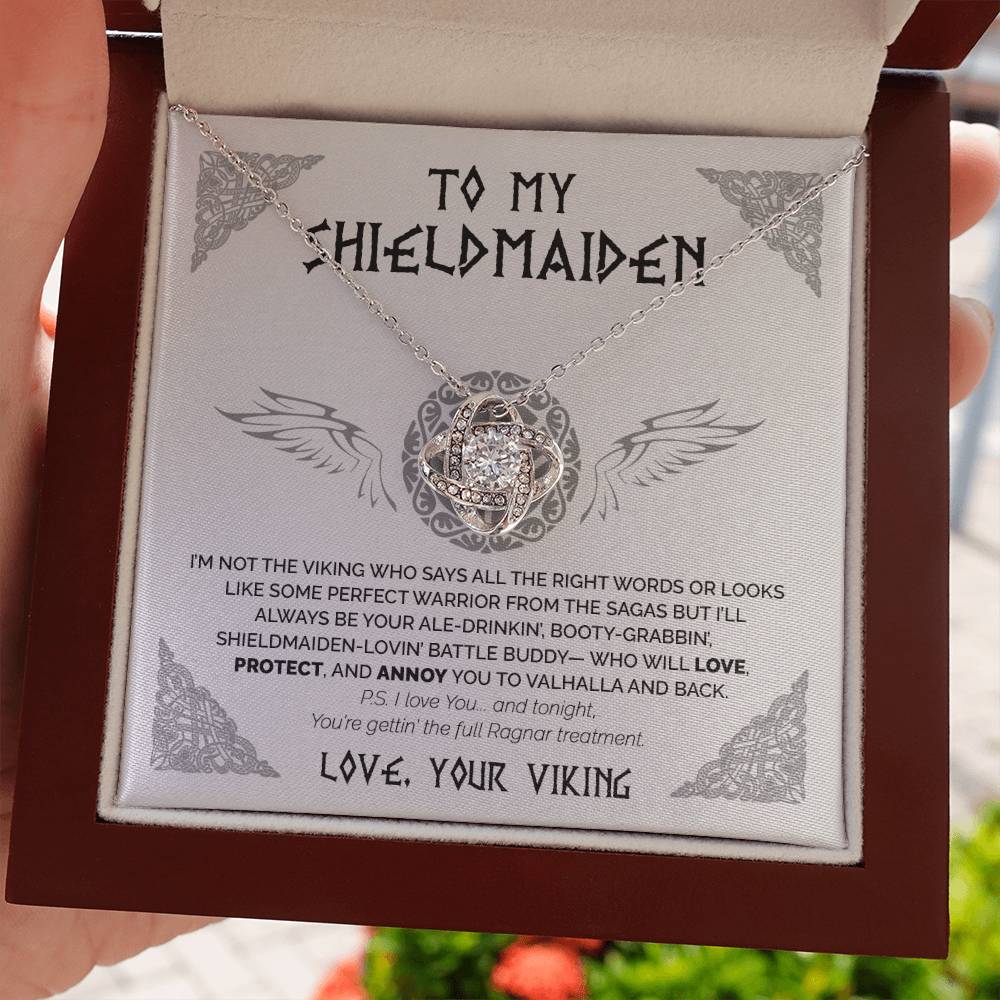 TO MY
SHIELDMAIDEN
I'M NOT THE VIKING WHO SAYS ALL THE RIGHT WORDS OR LOOKS
LIKE SOME PERFECT WARRIOR FROM THE SAGAS BUT I'LL
ALWAYS BE YOUR ALE-DRINKIN', BOOTY-GRABBIN',
SHIELDMAIDEN-LOVIN' BATTLE BUDDY— WHO WILL LOVE,
PROTECT, AND ANNOY YOU TO VALHALLA AND BACK.
P.S. I love You... and tonight,
You're gettin' the full Ragnar treatment.
LOVE, YOUR VIKING